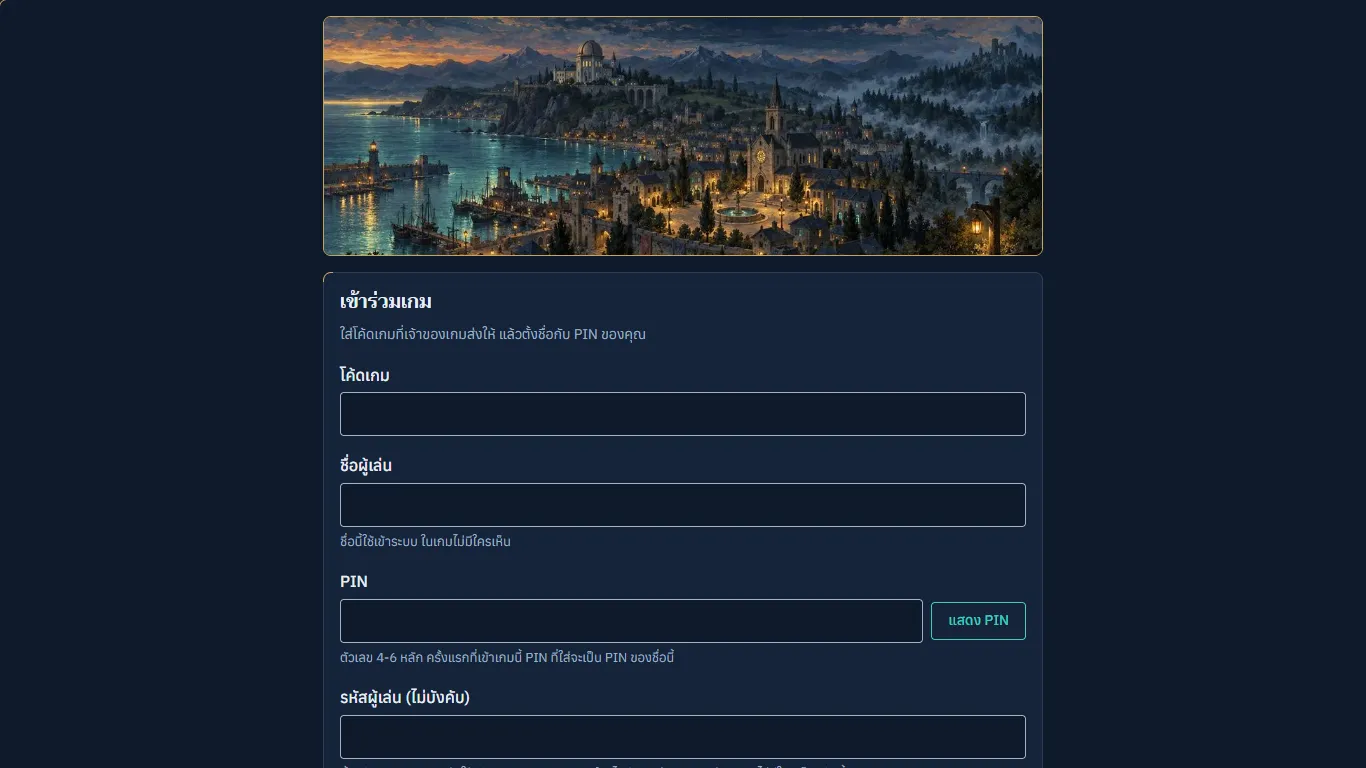 เข้าร่วมเกม
ใส่โค้ดเกมที่เจ้าของเกมส่งให้ แล้วตั้งชื่อกับ PIN ของคุณ
โค้ดเกม
ชื่อผู้เล่น
ชื่อนี้ใช้เข้าระบบ ในเกมไม่มีใครเห็น
PIN
แสดง PIN
ตัวเลข 4-6 หลัก ครั้งแรกที่เข้าเกมนี้ PIN ที่ใส่จะเป็น PIN ของชื่อนี้
รหัสผู้เล่น (ไม่บังคับ)